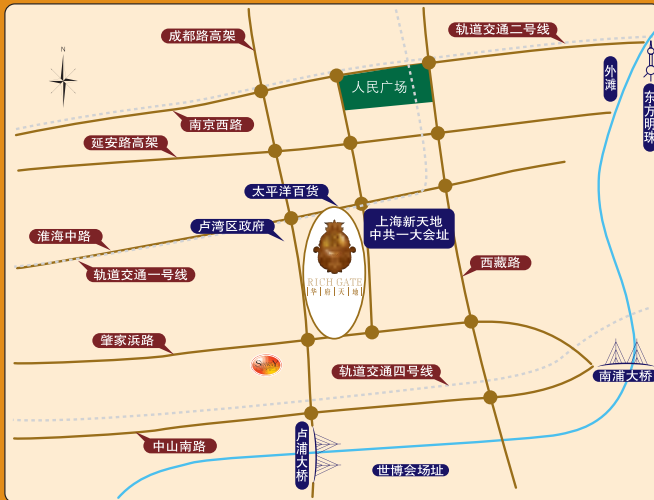 成都路高架
轨道交通二号线
N
外滩
东方明珠
人民广场
南京西路
延安路高架
太平洋百货
卢湾区政府
上海新天地
中共一大会址
淮海中路
轨道交通一号线
西藏路
RICH GATE
华府天地
肇家浜路
轨道交通四号线
南浦大桥
中山南路
卢浦大桥
世博会场址